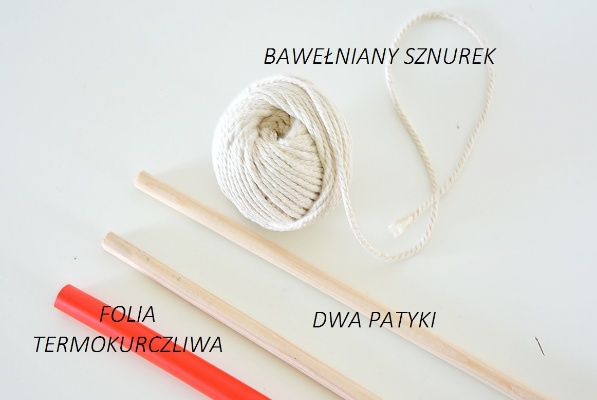 BAWEŁNIANY SZNUREK
FOLIA
TERMOKURCZLIWA
DWA PATYKI
\